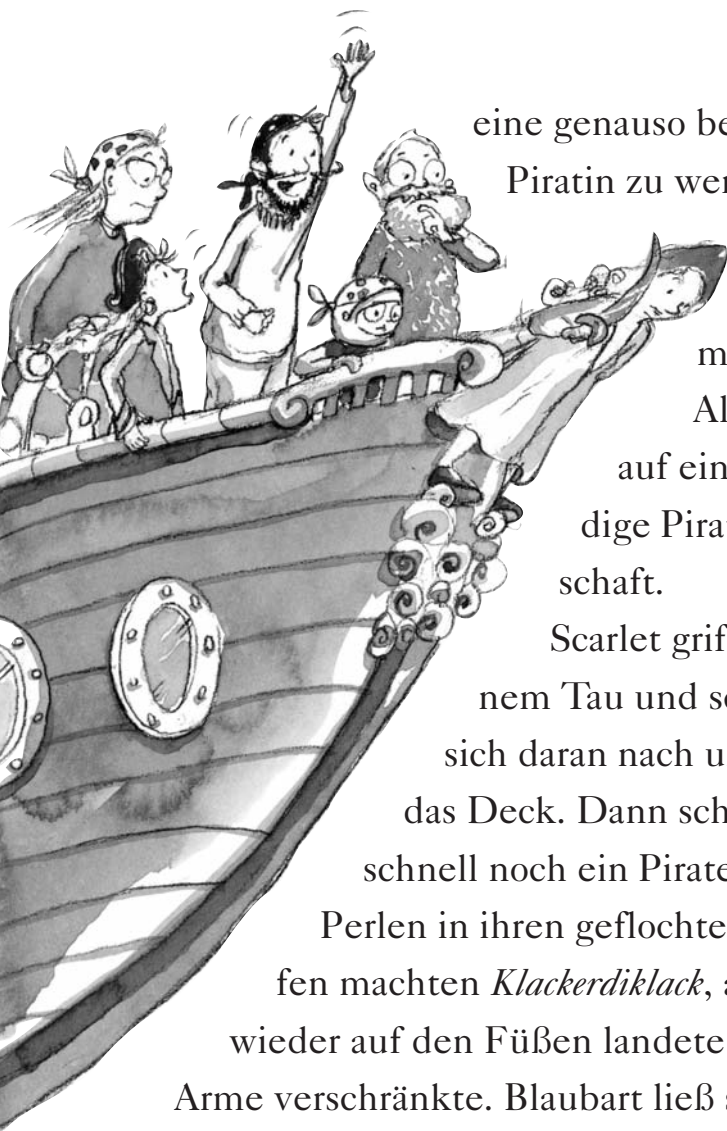 eine genauso be
Piratin zu wer
m
Al
auf ein
dige Pira
schaft.
Scarlet grif
nem Tau und s
sich daran nach u
das Deck. Dann sch
schnell noch ein Pirate
Perlen in ihren geflochte
fen machten Klackerdiklack, a
wieder auf den Füßen landete
Arme verschränkte. Blaubart ließ s